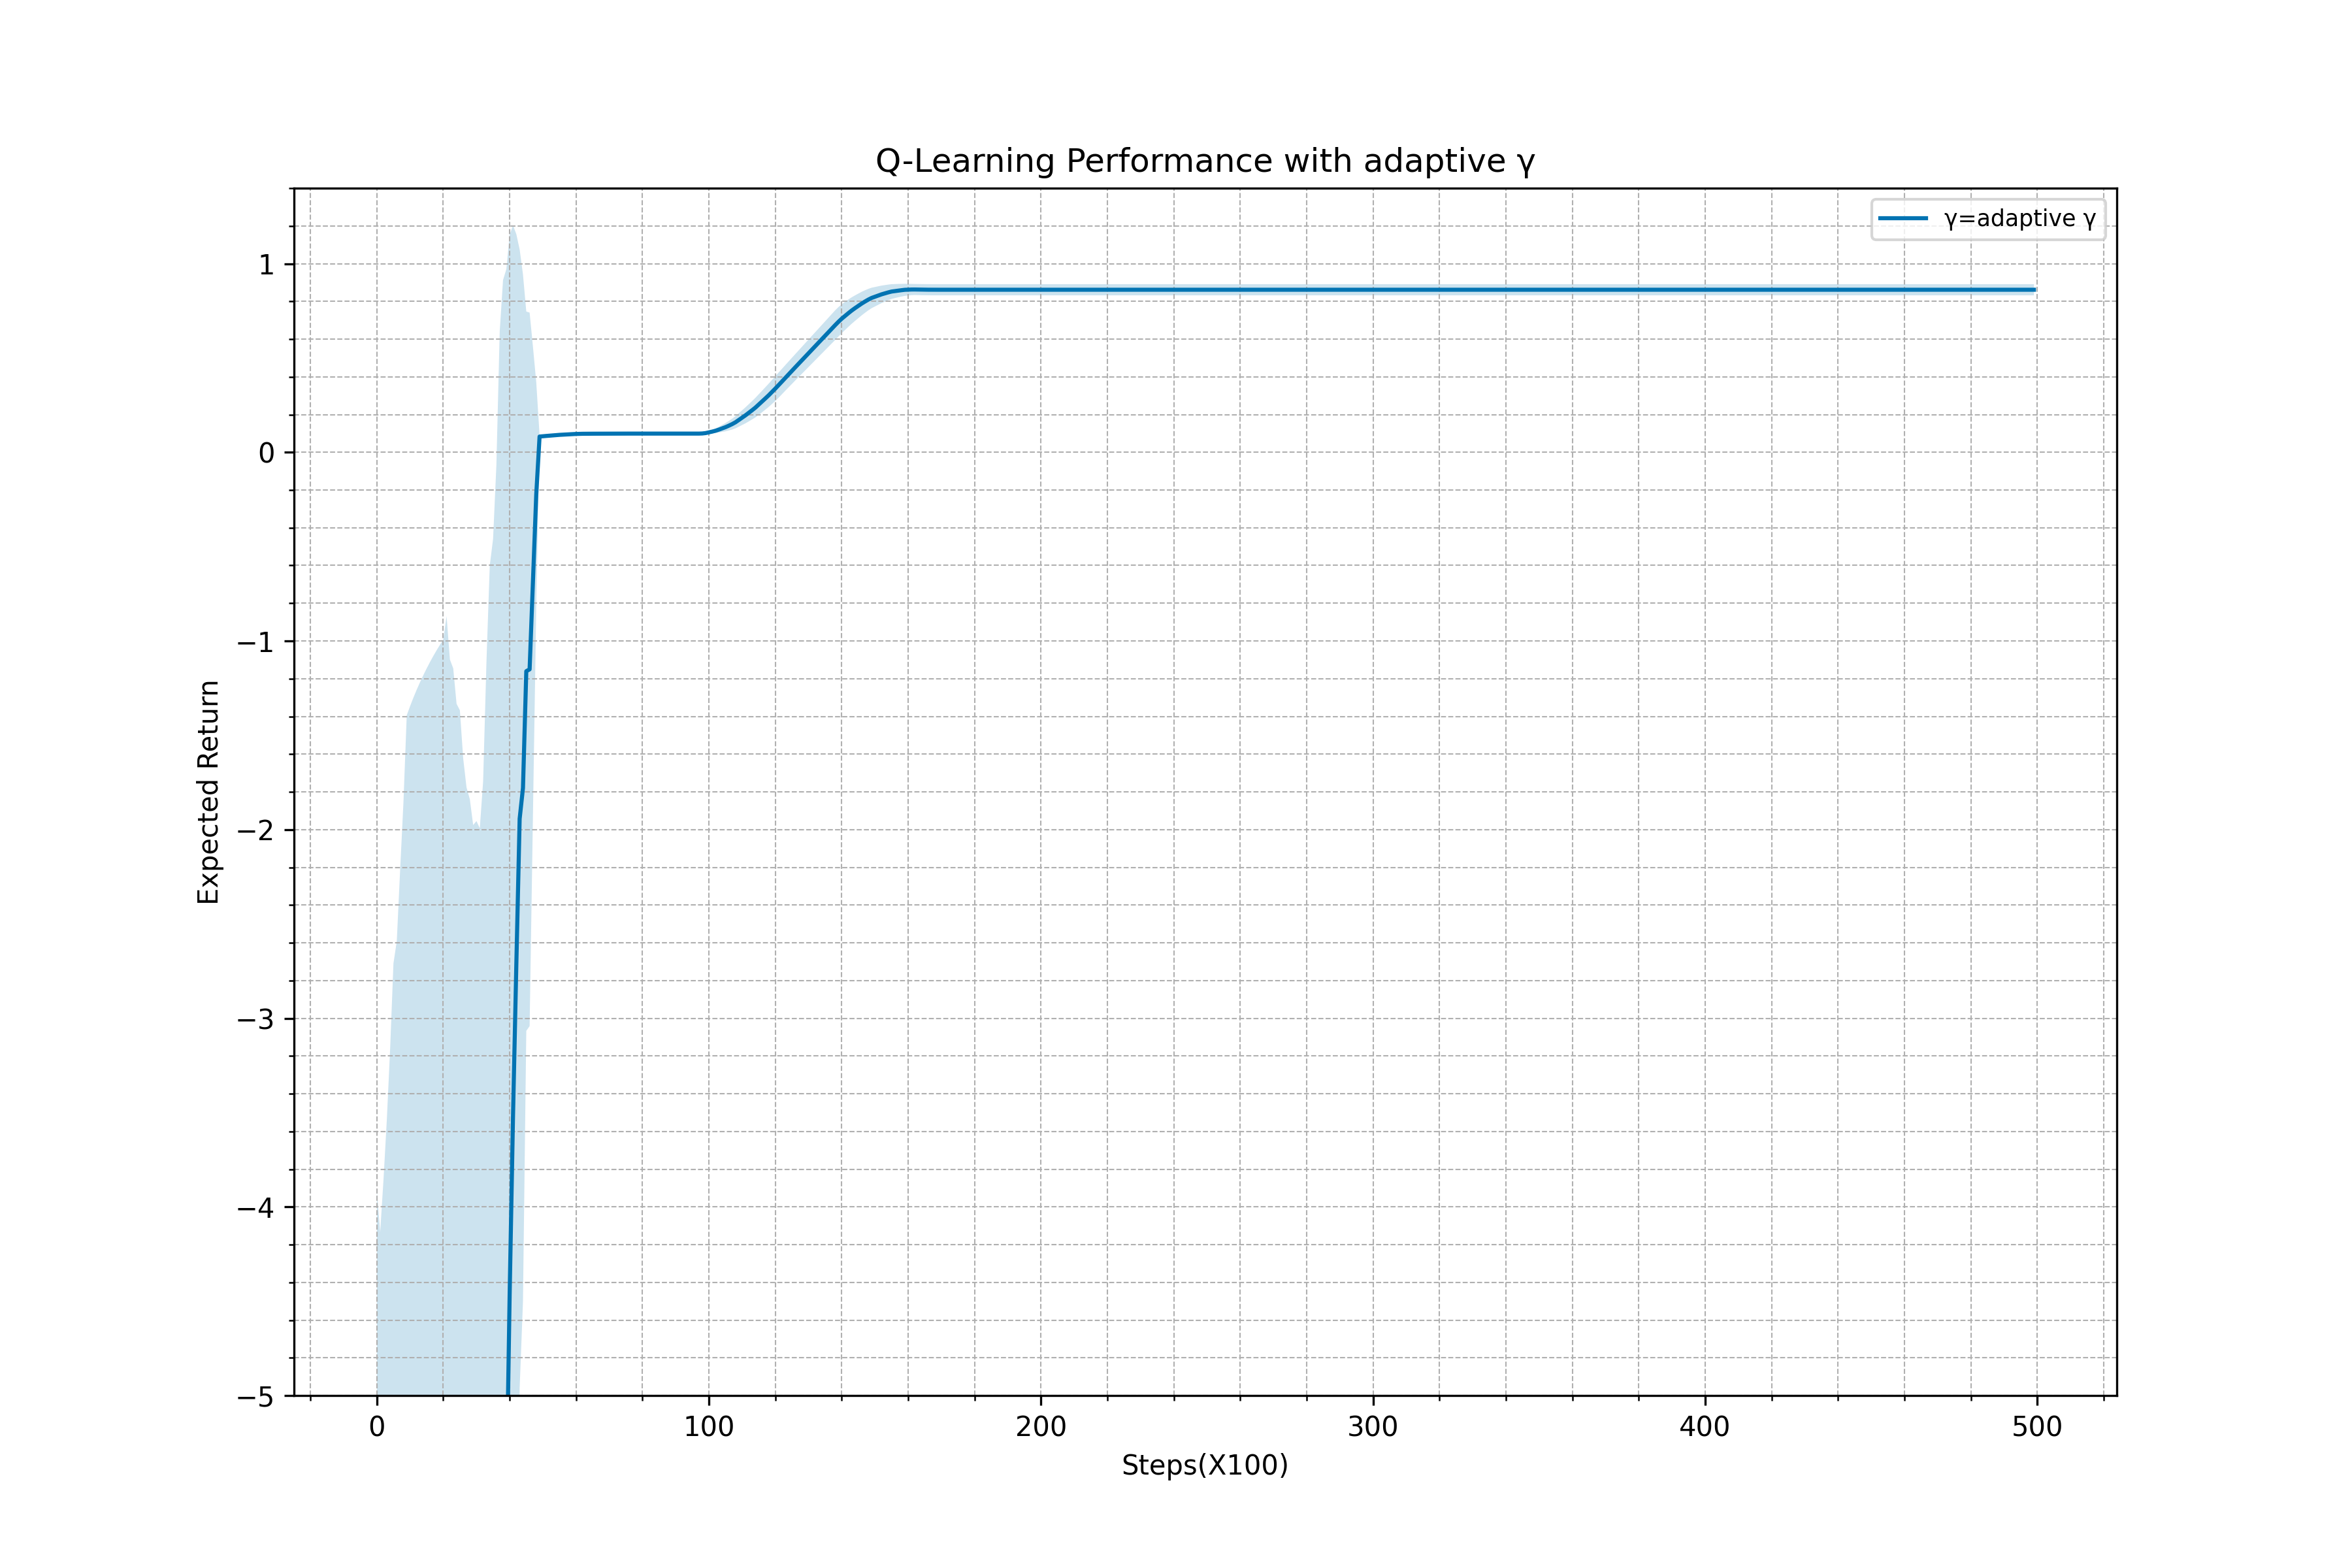 Q-Learning Performance with adaptive γ
γ=adaptive γ
Expected Return
1
0
−1
−2
−3
−4
−5
0 100 200 300 400 500
Steps(X100)